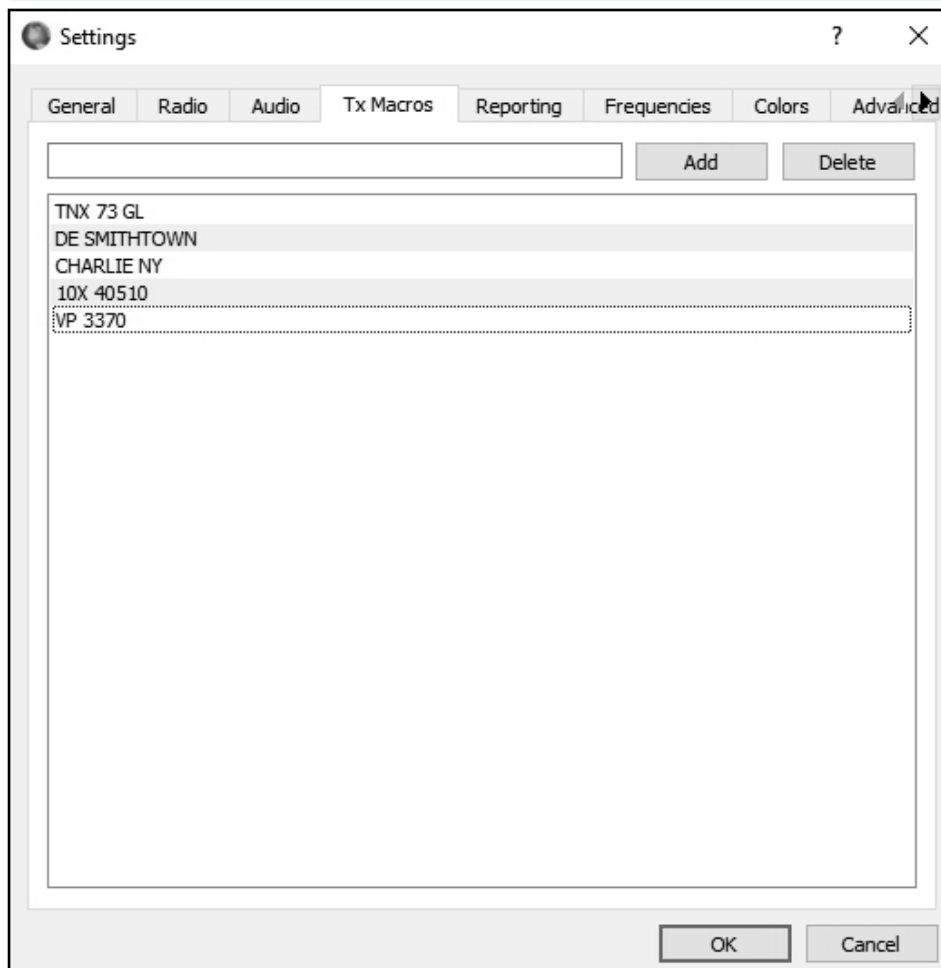 Settings ?
General Radio Audio Tx Macros Reporting Frequencies Colors Advanced
Add Delete
TNX 73 GL
DE SMITHTOWN
CHARLIE NY
10X 40510
VP 3370
OK Cancel